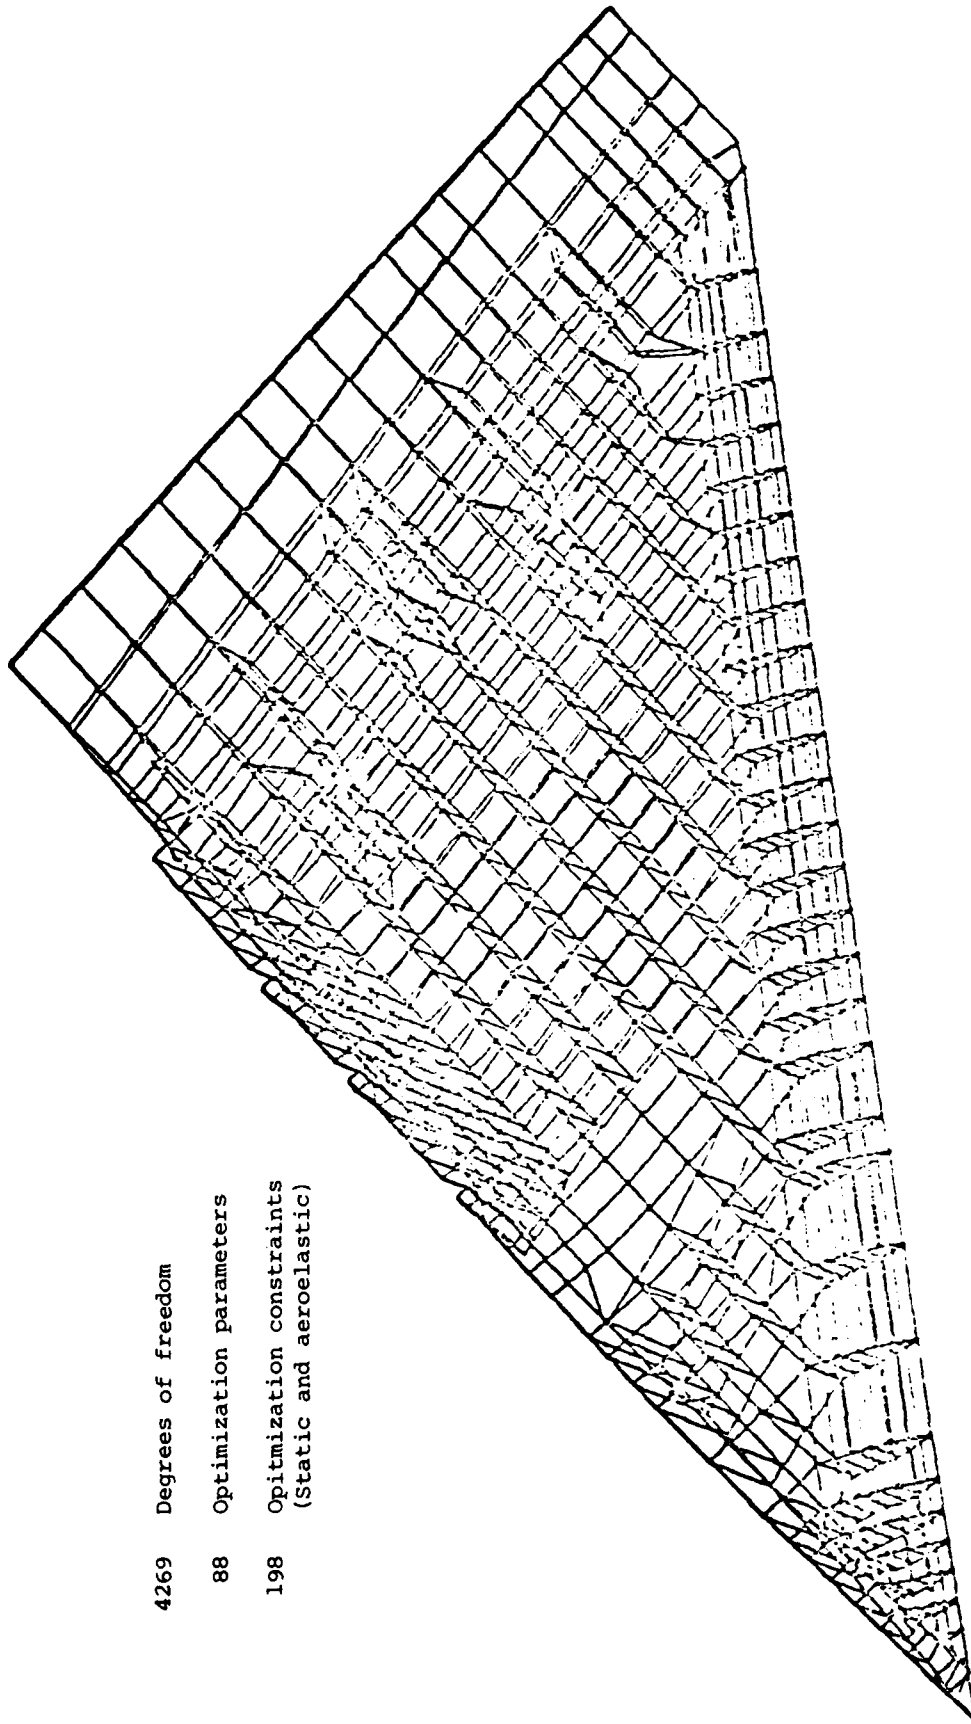 4269 Degrees of freedom
88 Optimization parameters
198 Opitmization constraints
(Static and aeroelastic)